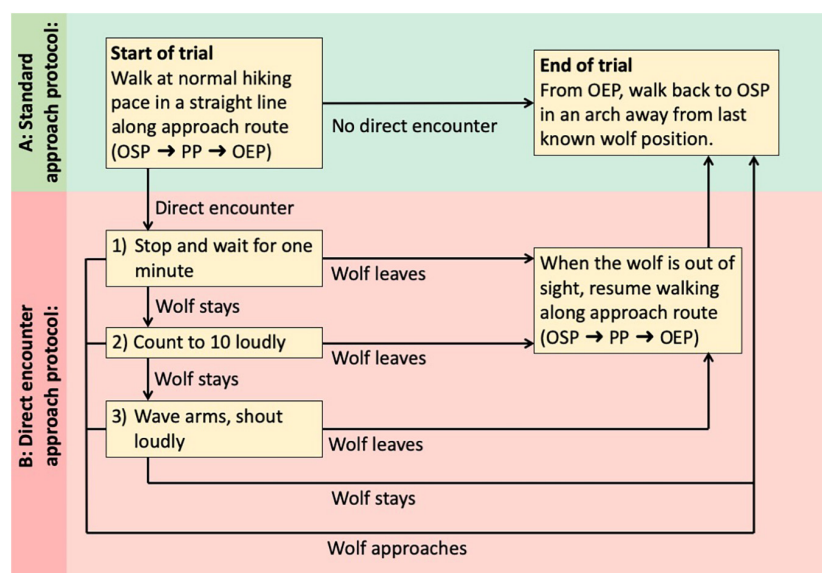 A: Standard
approach protocol:
Start of trial
Walk at normal hiking
pace in a straight line
along approach route
(OSP → PP → OEP)
No direct encounter
End of trial
From OEP, walk back to OSP
in an arch away from last
known wolf position.
B: Direct encounter
approach protocol:
Direct encounter
1) Stop and wait for one
minute
Wolf leaves
When the wolf is out of
sight, resume walking
along approach route
(OSP → PP → OEP)
Wolf stays
2) Count to 10 loudly
Wolf leaves
Wolf stays
3) Wave arms, shout
loudly
Wolf leaves
Wolf stays
Wolf approaches